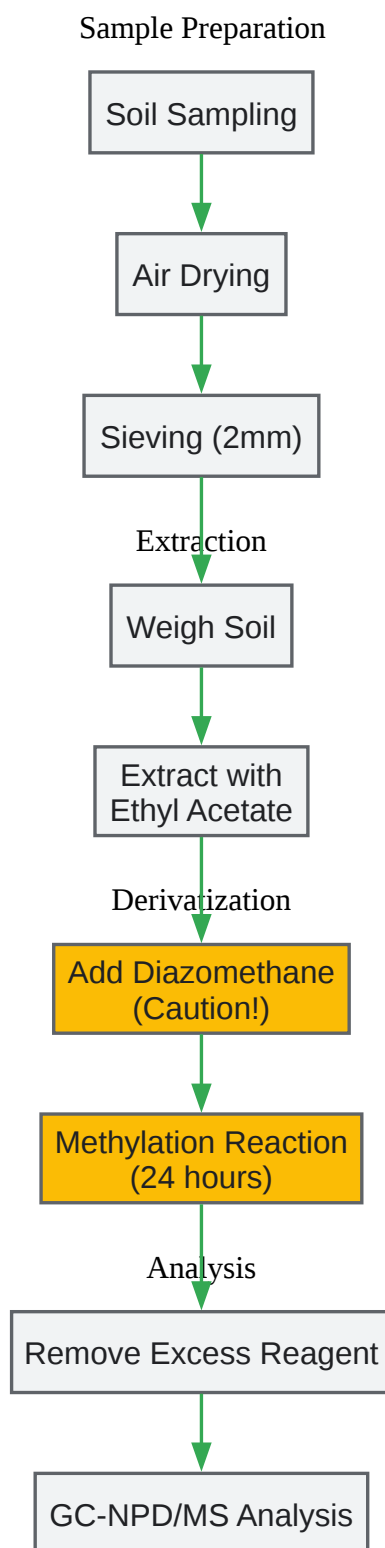 Sample Preparation
Soil Sampling
Air Drying
Sieving (2mm)
Extraction
Weigh Soil
Extract with
Ethyl Acetate
Derivatization
Add Diazomethane
(Caution!)
Methylation Reaction
(24 hours)
Analysis
Remove Excess Reagent
GC-NPD/MS Analysis